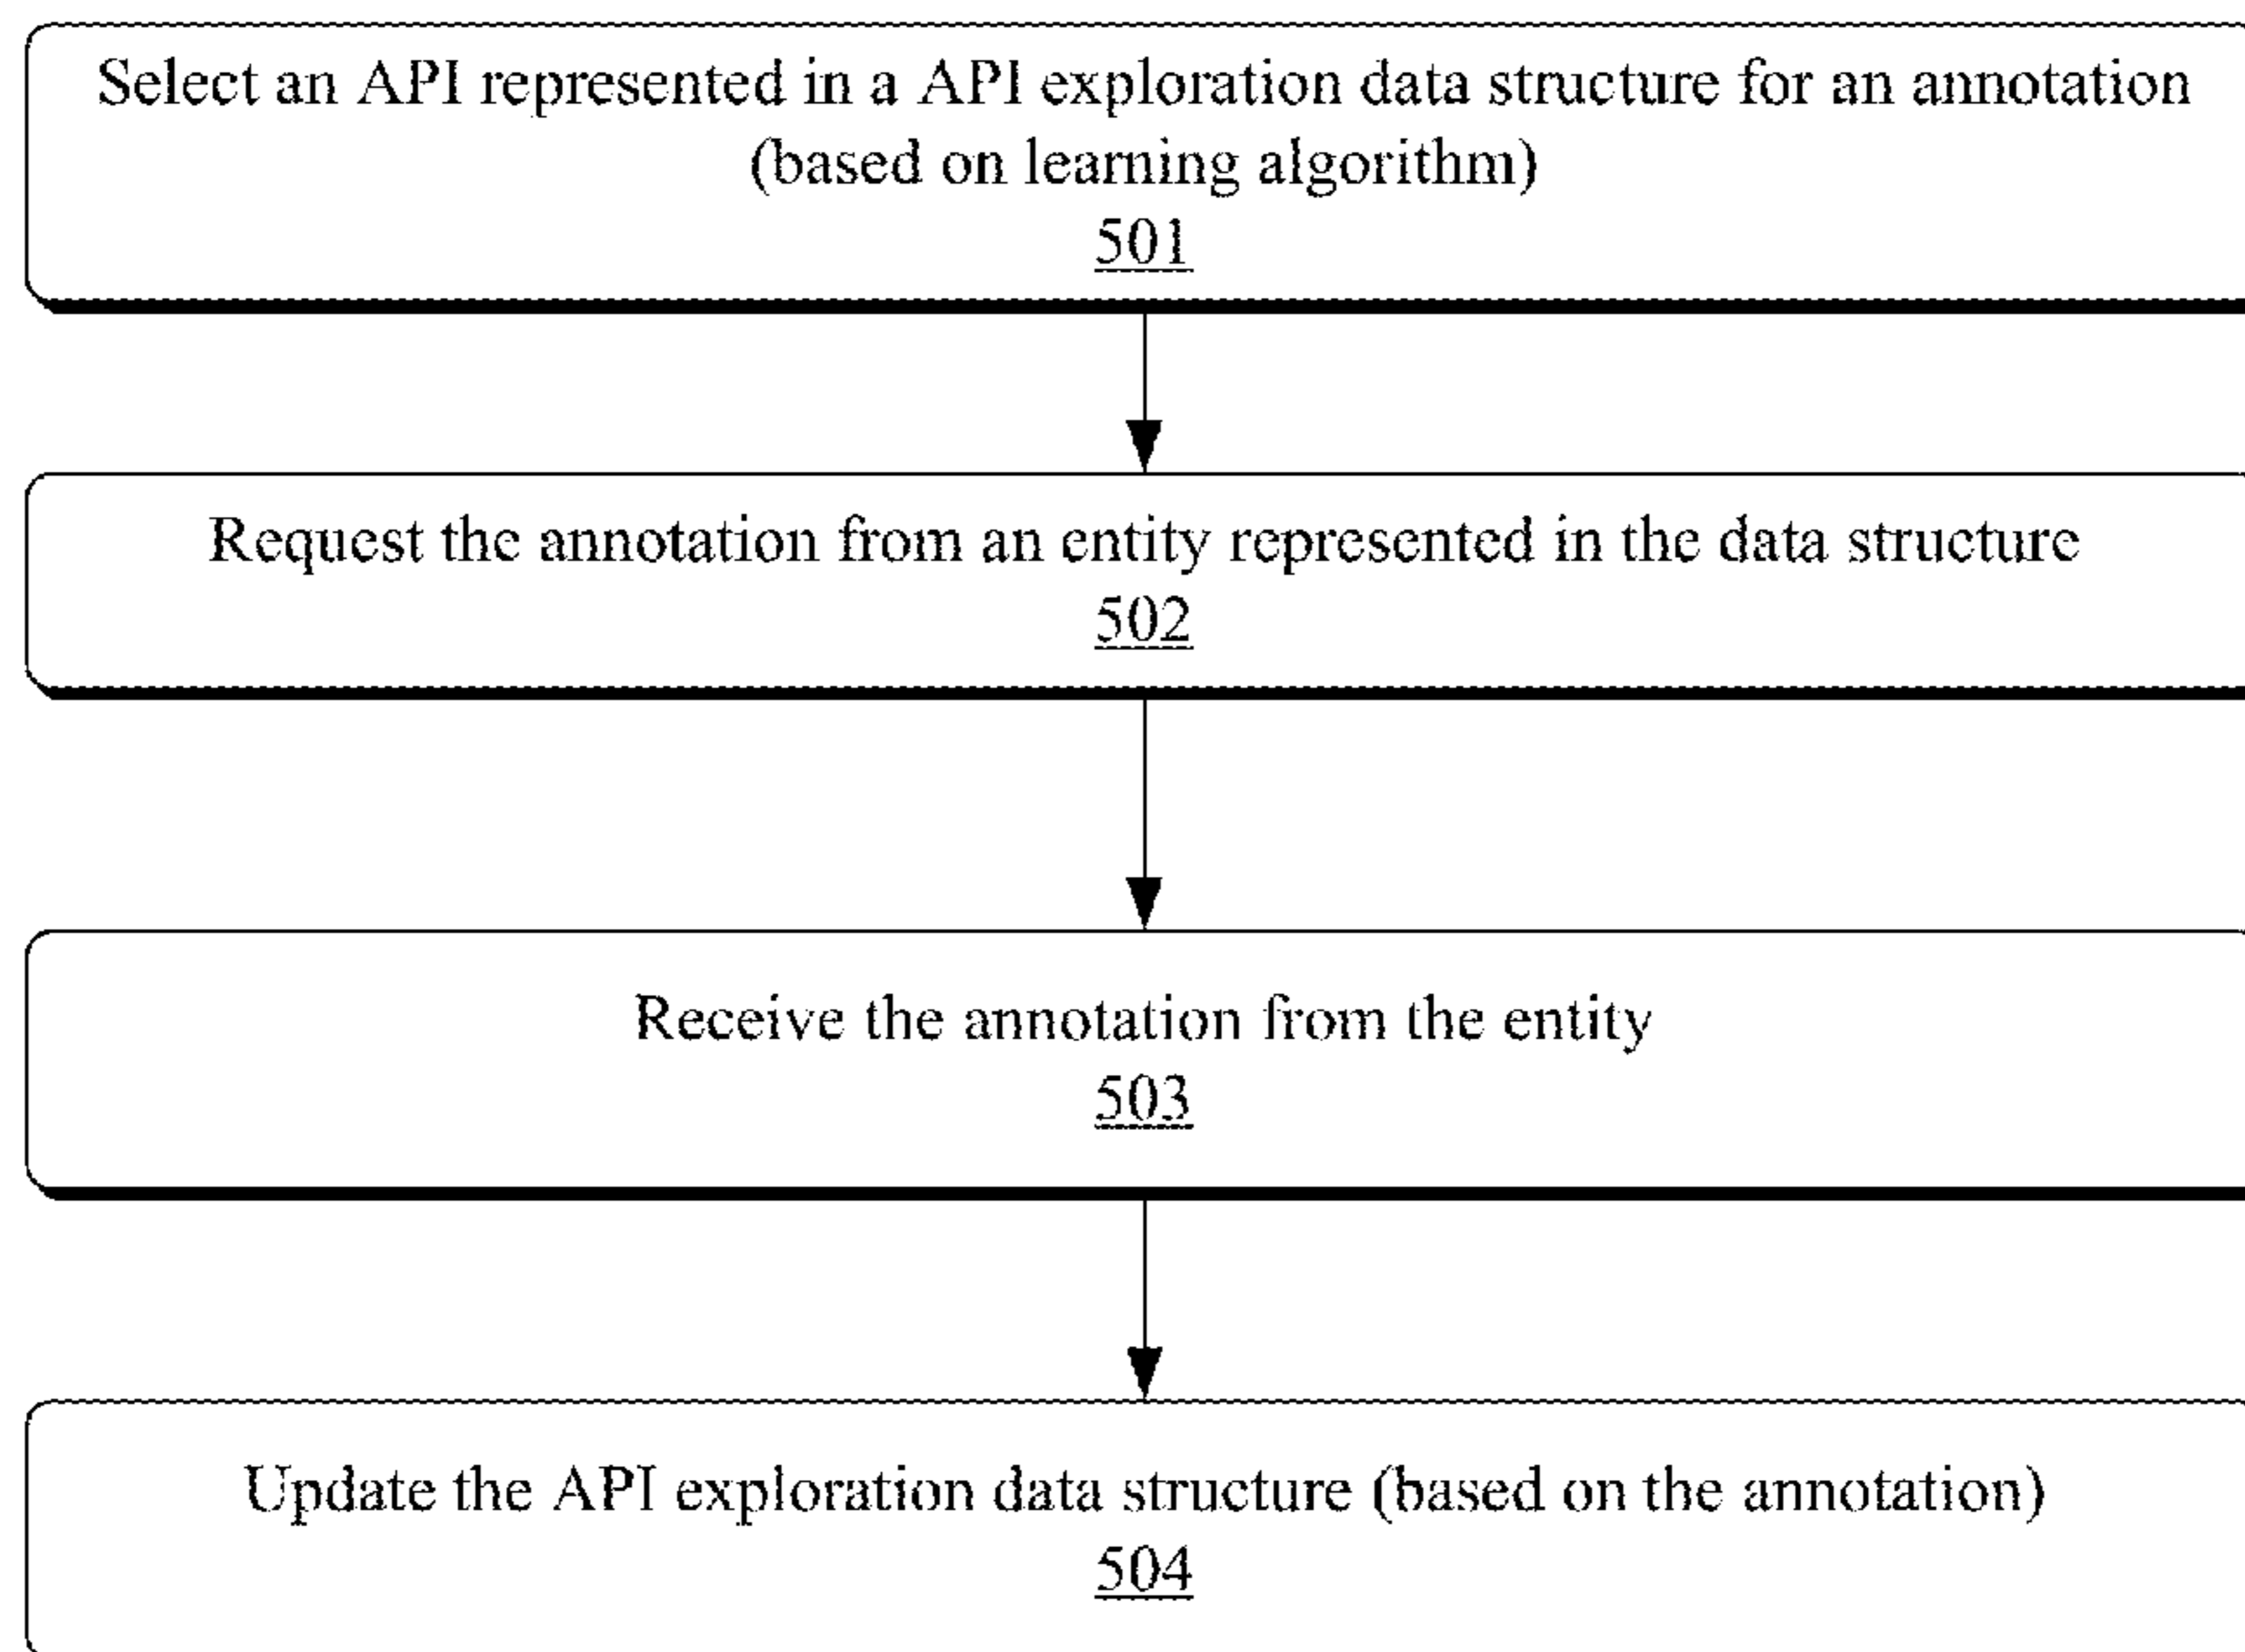 Select an API represented in a API exploration data structure for an annotation
(based on learning algorithm)
501
Request the annotation from an entity represented in the data structure
502
Receive the annotation from the entity
503
Update the API exploration data structure (based on the annotation)
504